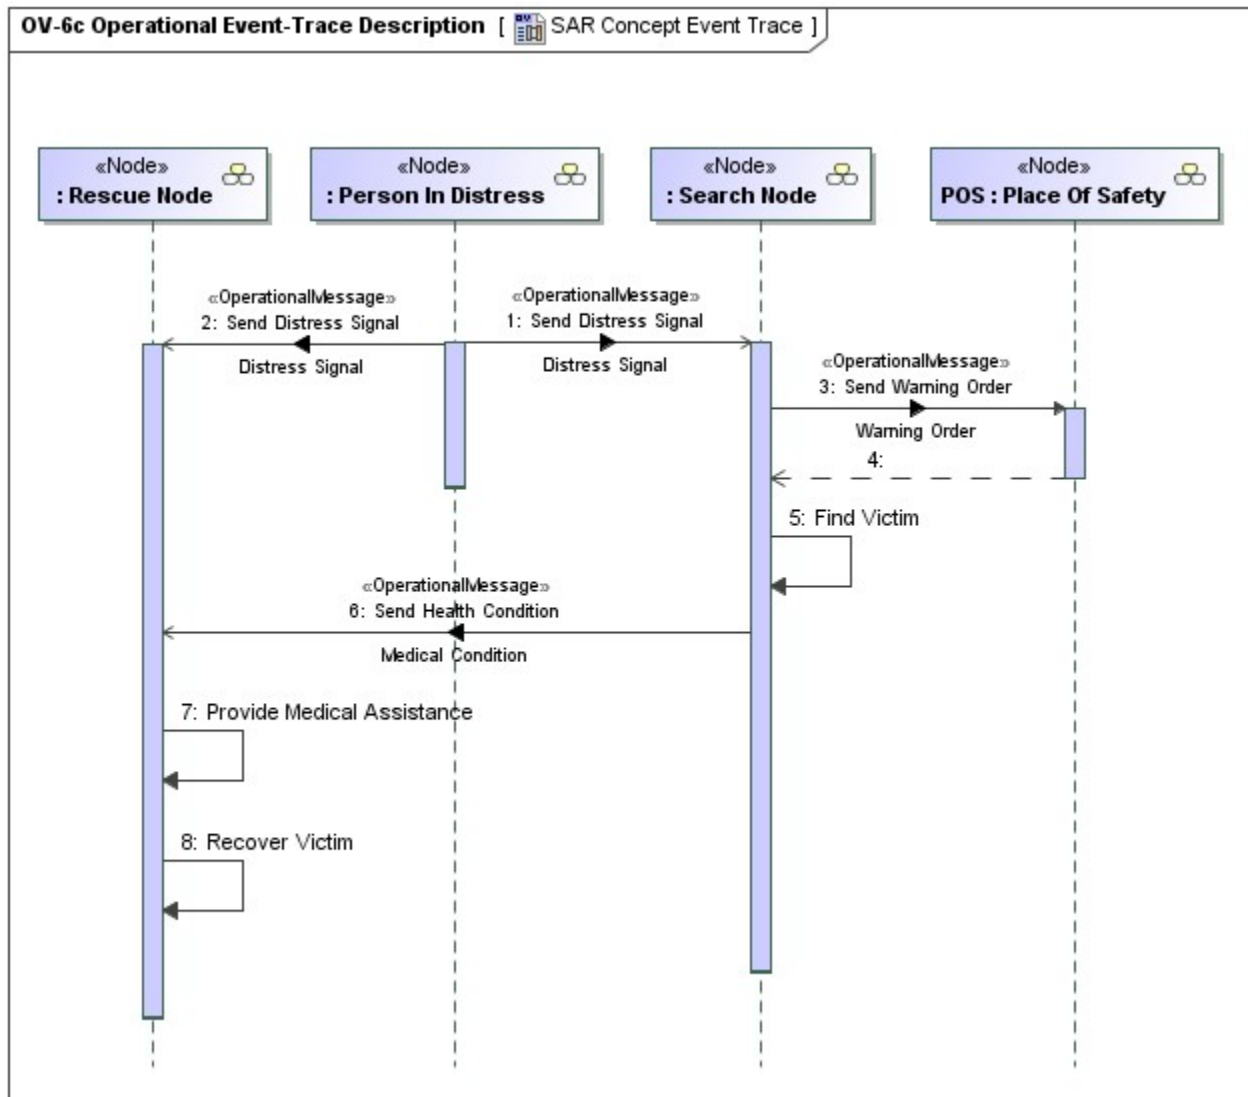 OV-6c Operational Event-Trace Description [ SAR Concept Event Trace ]
«Node»
: Rescue Node
«Node»
: Person In Distress
«Node»
: Search Node
«Node»
POS : Place Of Safety
«OperationalMessage»
2: Send Distress Signal
Distress Signal
«OperationalMessage»
1: Send Distress Signal
Distress Signal
«OperationalMessage»
3: Send Warning Order
Warning Order
4:
5: Find Victim
«OperationalMessage»
6: Send Health Condition
Medical Condition
7: Provide Medical Assistance
8: Recover Victim